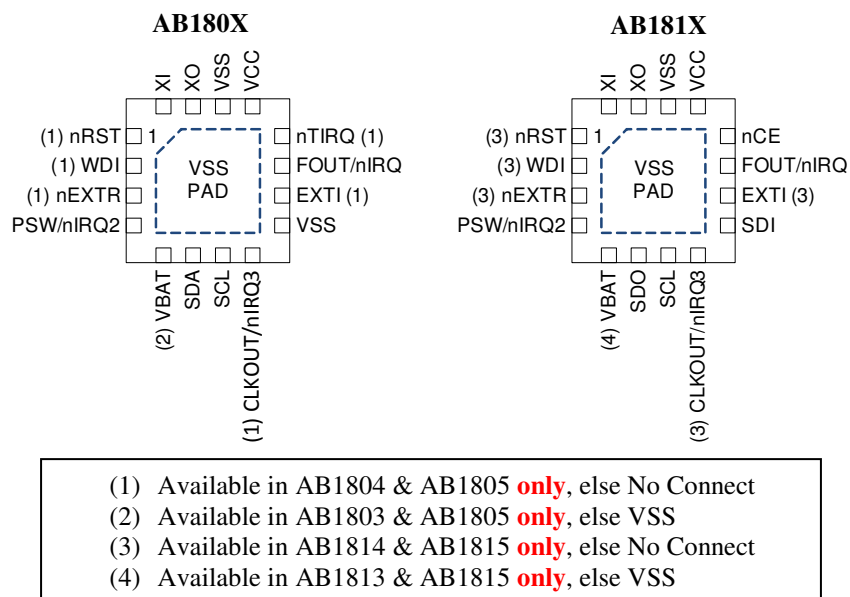 AB180X
XI
XO
VSS
VCC
(1) nRST
1
(1) WDI
(1) nEXTR
PSW/nIRQ2
VSS
PAD
nTIRQ (1)
FOUT/nIRQ
EXTI (1)
VSS
(2) VBAT
SDA
SCL
(1) CLKOUT/nIRQ3
AB181X
XI
XO
VSS
VCC
(3) nRST
1
(3) WDI
(3) nEXTR
PSW/nIRQ2
VSS
PAD
nCE
FOUT/nIRQ
EXTI (3)
SDI
(4) VBAT
SDO
SCL
(3) CLKOUT/nIRQ3
(1) Available in AB1804 & AB1805 only, else No Connect
(2) Available in AB1803 & AB1805 only, else VSS
(3) Available in AB1814 & AB1815 only, else No Connect
(4) Available in AB1813 & AB1815 only, else VSS